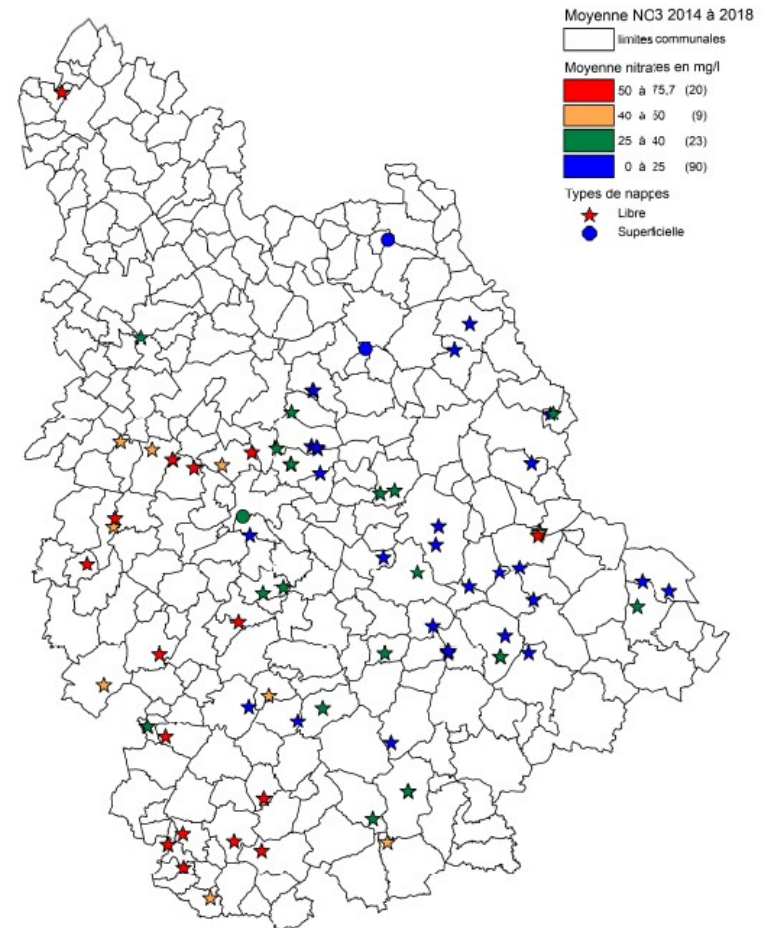 Moyenne NO3 2014 à 2018
limites communales
Moyenne nitrates en mg/l
50 à 75,7 (20)
40 à 50 (9)
25 à 40 (23)
0 à 25 (90)
Types de nappes
Libre
Superficielle